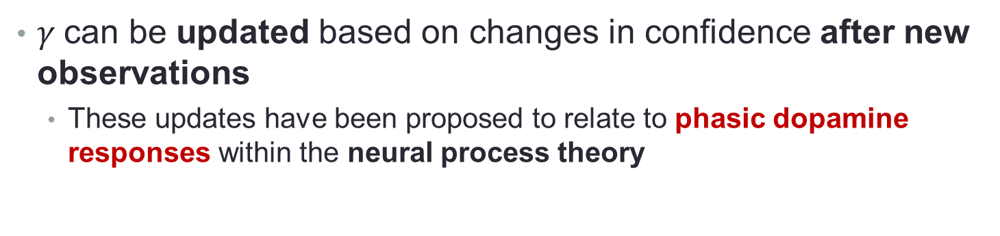 • γ can be updated based on changes in confidence after new
observations
• These updates have been proposed to relate to phasic dopamine
responses within the neural process theory